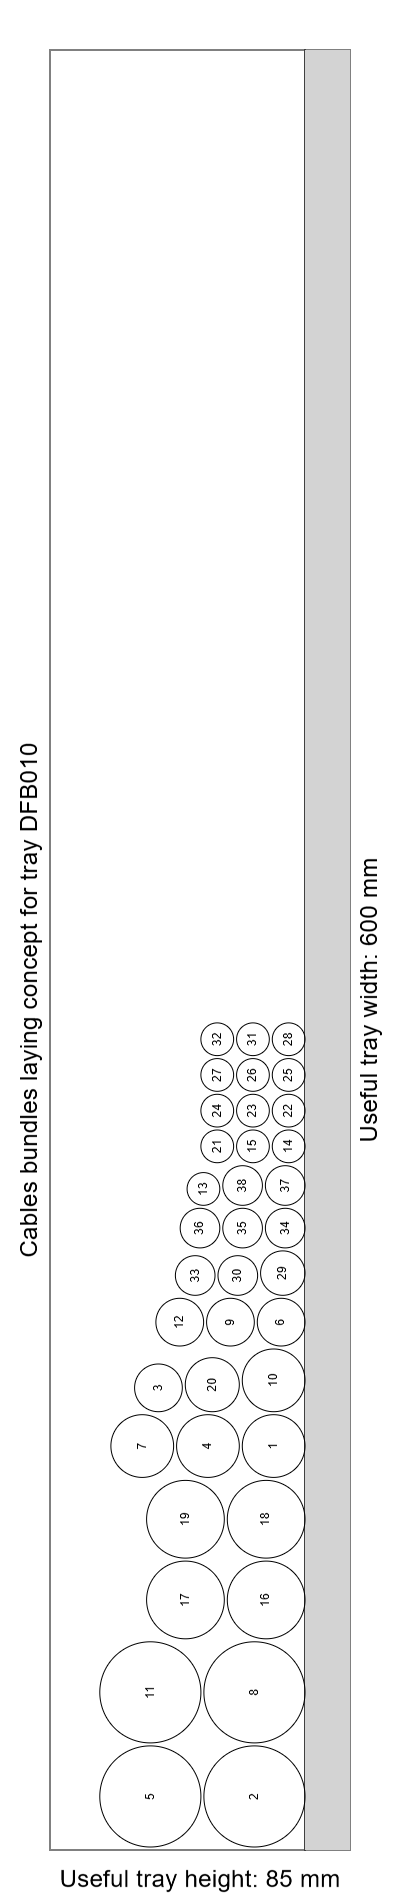 Cables bundles laying concept for tray DFB010
32 31 28
27 26 25
24 23 22
21 15 14
13 38 37
36 35 34
33 30 29
12 9 6
3 20 10
7 4 1
19 18
17 16
11 8
5 2
Useful tray width: 600 mm
Useful tray height: 85 mm